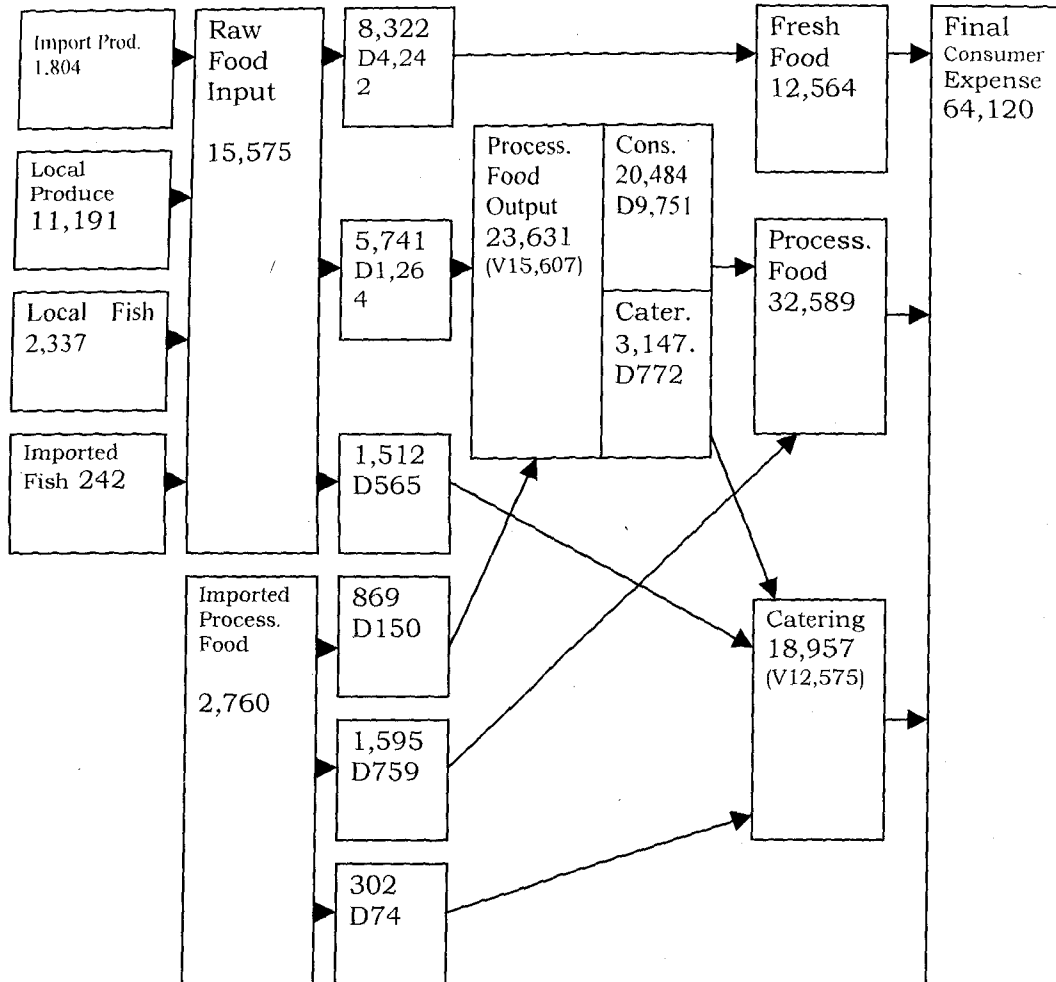 Import Prod.
1.804
Local
Produce
11,191
Local Fish
2,337
Imported
Fish 242
Raw
Food
Input
15,575
Imported
Process.
Food
2,760
8,322
D4,24
2
5,741
D1,26
4
1,512
D565
869
D150
1,595
D759
302
D74
Process.
Food
Output
23,631
(V15,607)
Cons.
20,484
D9,751
Cater.
3,147.
D772
Fresh
Food
12,564
Process.
Food
32,589
Catering
18,957
(V12,575)
Final
Consumer
Expense
64,120